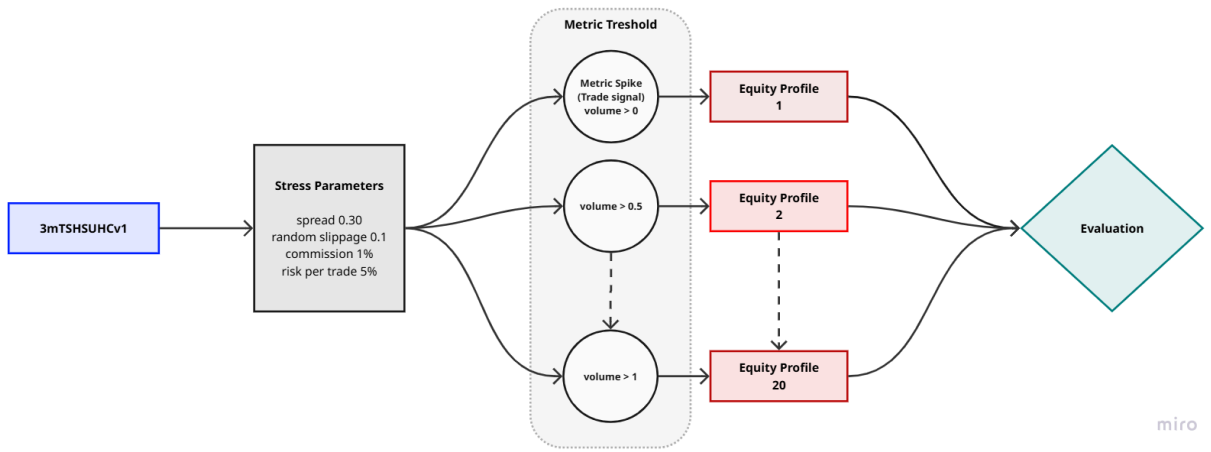 3mTSHSUHCv1
Stress Parameters
spread 0.30
random slippage 0.1
commission 1%
risk per trade 5%
Metric Treshold
Metric Spike
(Trade signal)
volume > 0
volume > 0.5
volume > 1
Equity Profile
1
Equity Profile
2
Equity Profile
20
Evaluation
miro